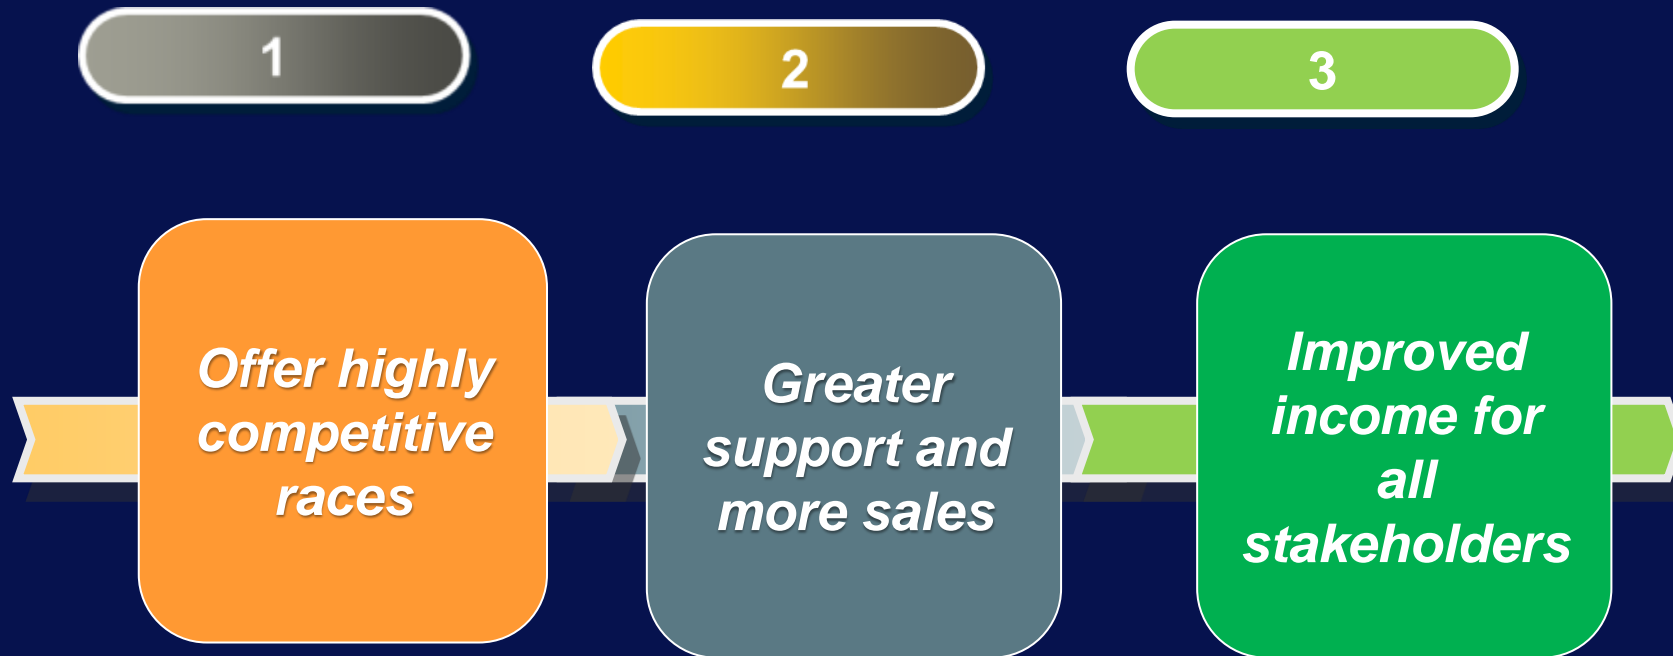 1
2
3
Offer highly
competitive
races
Greater
support and
more sales
Improved
income for
all
stakeholders